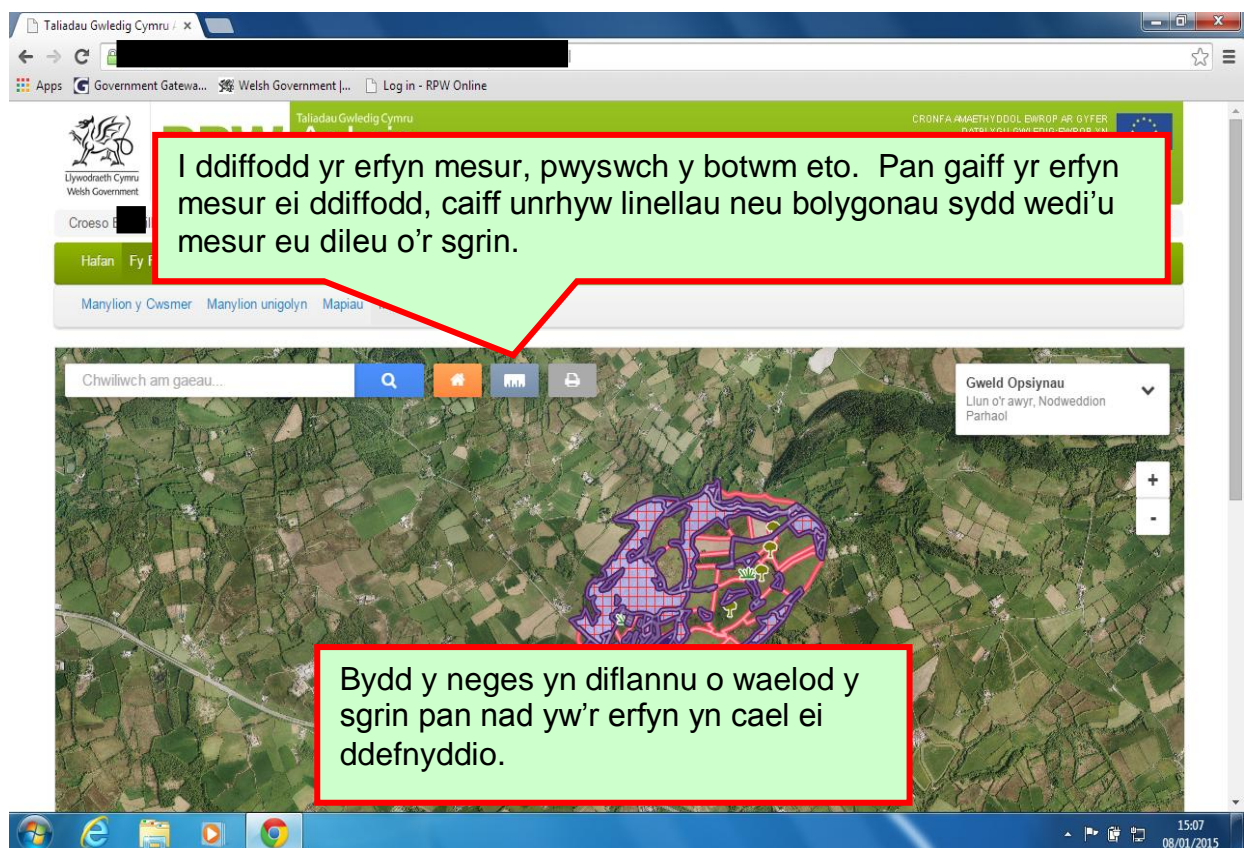 Taliadau Gwledig Cymru /
Apps Government Gatewa... Welsh Government |... Log in - RPW Online
Taliadau Gwledig Cymru
CRONFA AMAETHYDDOL EWROP AR GYFER
Llywodraeth Cymru
Welsh Government
I ddiffodd yr erfyn mesur, pwyswch y botwm eto. Pan gaiff yr erfyn
mesur ei ddiffodd, caiff unrhyw linellau neu bolygonau sydd wedi’u
mesur eu dileu o’r sgrin.
Croeso
Hafan Fy
Manylion y Cwsmer Manylion unigolyn Mapiau
Chwiliwch am gaeau...
Gweld Opsiynau
Llun o'r awyr, Nodweddion
Parhaol
+
-
Bydd y neges yn diflannu o waelod y
sgrin pan nad yw’r erfyn yn cael ei
ddefnyddio.
15:07
08/01/2015